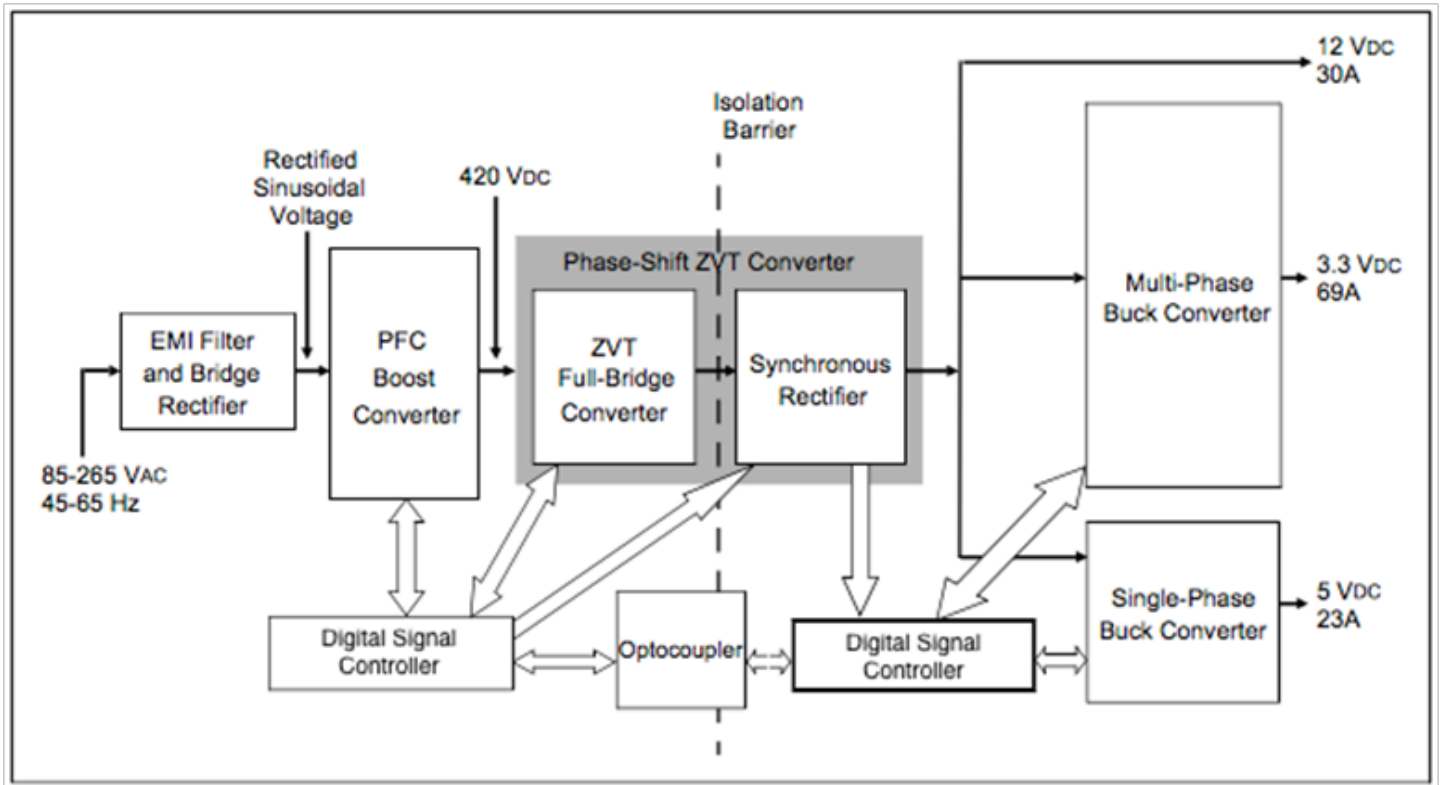 12 VDC
30A
Isolation
Barrier
Rectified
Sinusoidal
Voltage
420 VDC
Phase-Shift ZVT Converter
EMI Filter
and Bridge
Rectifier
PFC
Boost
Converter
ZVT
Full-Bridge
Converter
Synchronous
Rectifier
Multi-Phase
Buck Converter
3.3 VDC
69A
85-265 VAC
45-65 Hz
Digital Signal
Controller
Optocoupler
Digital Signal
Controller
Single-Phase
Buck Converter
5 VDC
23A